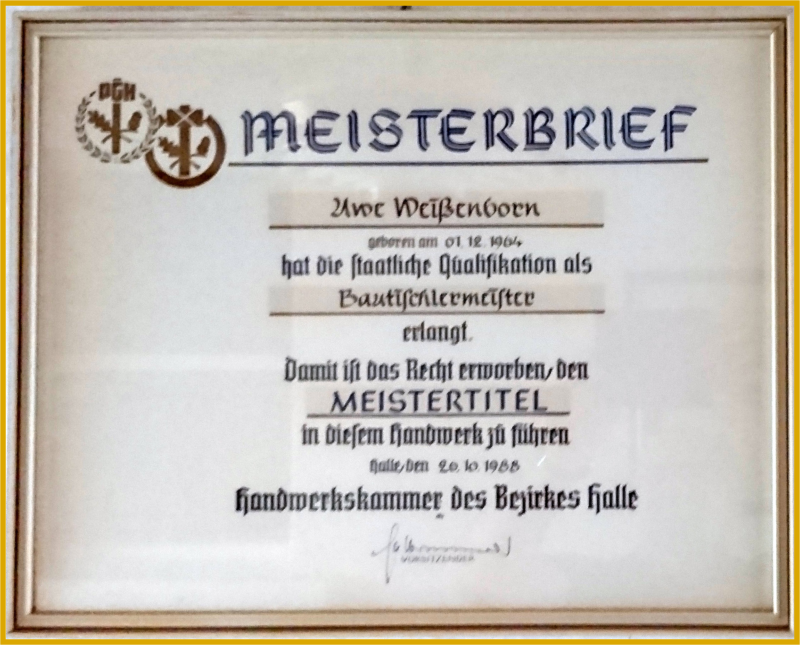 PGH
MEISTERBRIEF
Uwe Weißenborn
geboren am 01. 12. 1964
hat die staatliche Qualifikation als
Bautischlermeister
erlangt.
Damit ist das Recht erworben, den
MEISTERTITEL
in diesem Handwerk zu führen
Halle, den 20. 10. 1988
Handwerkskammer des Bezirkes Halle
VORSITZENDER